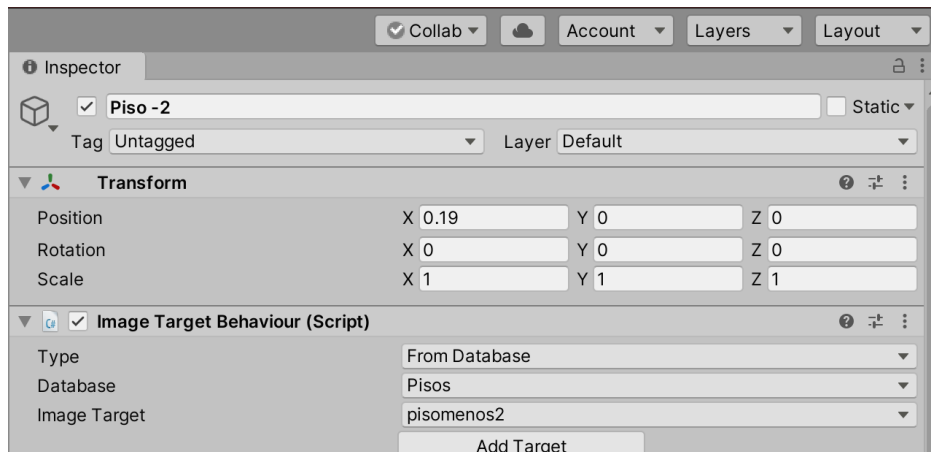 Collab Account Layers Layout
Inspector
Piso -2 Static
Tag Untagged Layer Default
Transform
Position X 0.19 Y 0 Z 0
Rotation X 0 Y 0 Z 0
Scale X 1 Y 1 Z 1
C# Image Target Behaviour (Script)
Type From Database
Database Pisos
Image Target pisomenos2
Add Target